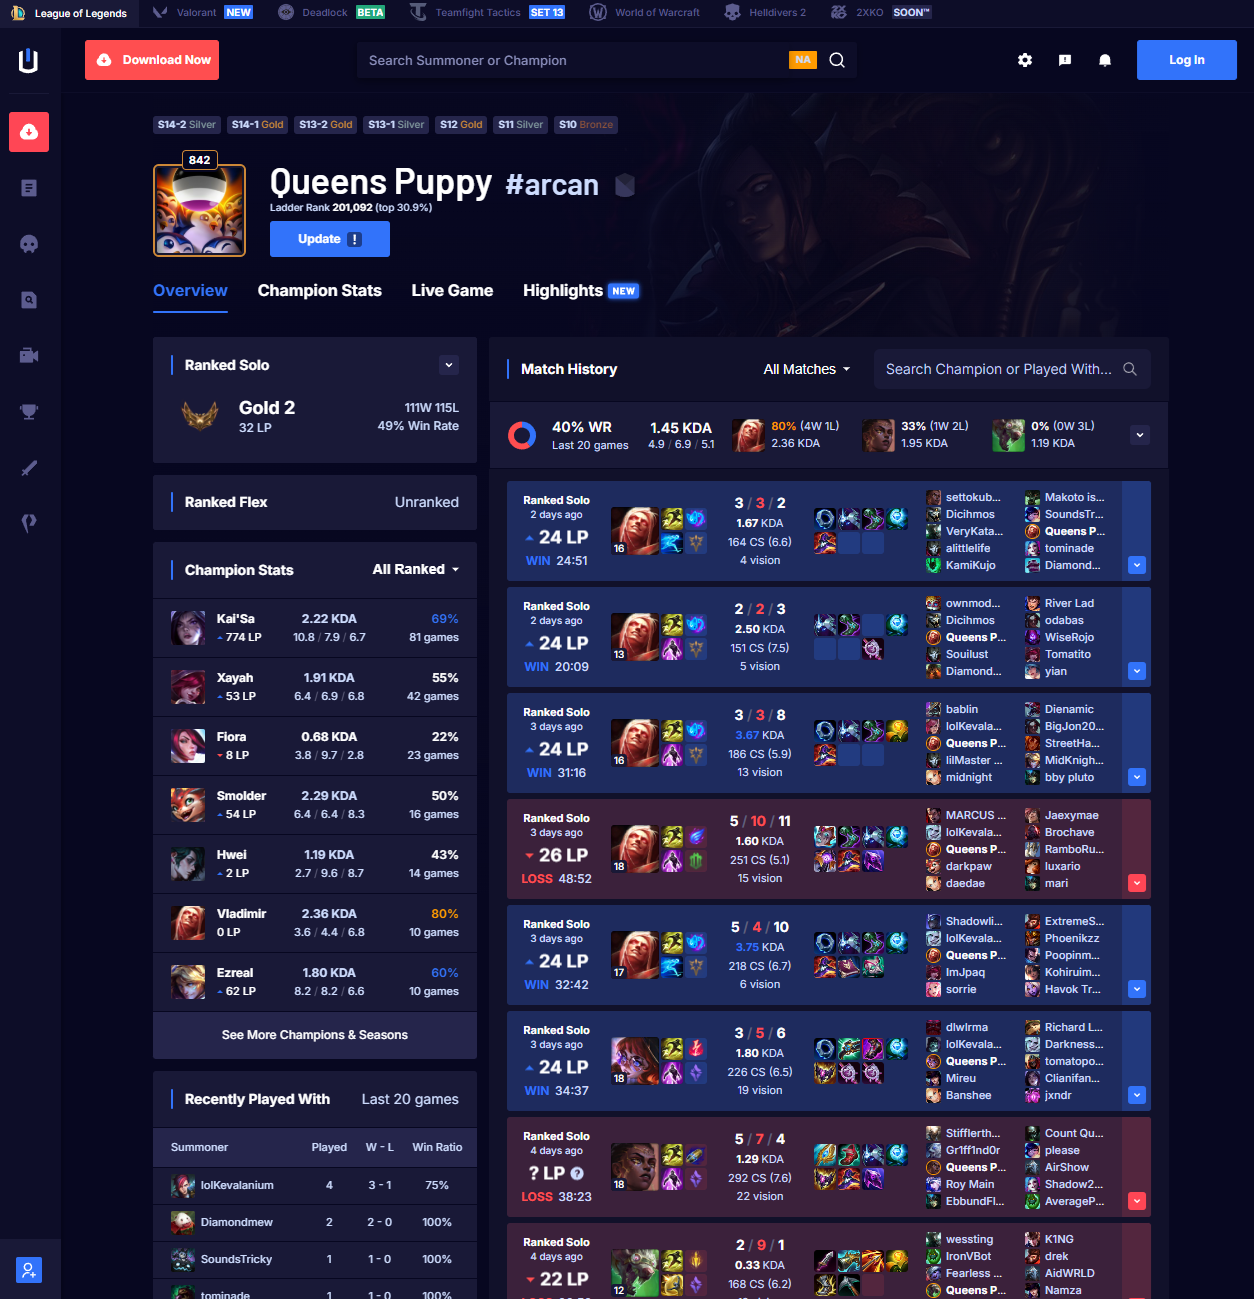 League of Legends
Valorant NEW
Deadlock BETA
Teamfight Tactics SET 13
World of Warcraft
Helldivers 2
2XKO SOON™
Download Now
Search Summoner or Champion
NA
Log In
S14-2 Silver
S14-1 Gold
S13-2 Gold
S13-1 Silver
S12 Gold
S11 Silver
S10 Bronze
842
Queens Puppy #arcan
Ladder Rank 201,092 (top 30.9%)
Update !
Overview
Champion Stats
Live Game
Highlights NEW
Ranked Solo
Gold 2
32 LP
111W 115L
49% Win Rate
Ranked Flex
Unranked
Champion Stats
All Ranked
Kai'Sa 2.22 KDA 69%
774 LP 10.8 / 7.9 / 6.7 81 games
Xayah 1.91 KDA 55%
53 LP 6.4 / 6.9 / 6.8 42 games
Fiora 0.68 KDA 22%
8 LP 3.8 / 9.7 / 2.8 23 games
Smolder 2.29 KDA 50%
54 LP 6.4 / 6.4 / 8.3 16 games
Hwei 1.19 KDA 43%
2 LP 2.7 / 9.6 / 8.7 14 games
Vladimir 2.36 KDA 80%
0 LP 3.6 / 4.4 / 6.8 10 games
Ezreal 1.80 KDA 60%
62 LP 8.2 / 8.2 / 6.6 10 games
See More Champions & Seasons
Recently Played With
Last 20 games
Summoner Played W - L Win Ratio
lolKevalanium 4 3 - 1 75%
Diamondmew 2 2 - 0 100%
SoundsTricky 1 1 - 0 100%
tominade 1 1 - 0 100%
Match History
All Matches
Search Champion or Played With...
40% WR
Last 20 games
1.45 KDA
4.9 / 6.9 / 5.1
80% (4W 1L)
2.36 KDA
33% (1W 2L)
1.95 KDA
0% (0W 3L)
1.19 KDA
Ranked Solo
2 days ago
24 LP
WIN 24:51
16
3 / 3 / 2
1.67 KDA
164 CS (6.6)
4 vision
settokub...
Dicihmos
VeryKata...
alittlelife
KamiKujo
Makoto is...
SoundsTr...
Queens P...
tominade
Diamond...
Ranked Solo
2 days ago
24 LP
WIN 20:09
13
2 / 2 / 3
2.50 KDA
151 CS (7.5)
5 vision
ownmod...
Dicihmos
Queens P...
Souilust
Diamond...
River Lad
odabas
WiseRojo
Tomatito
yian
Ranked Solo
3 days ago
24 LP
WIN 31:16
16
3 / 3 / 8
3.67 KDA
186 CS (5.9)
13 vision
bablin
lolKevala...
Queens P...
lilMaster ...
midnight
Dienamic
BigJon20...
StreetHa...
MidKnigh...
bby pluto
Ranked Solo
3 days ago
26 LP
LOSS 48:52
18
5 / 10 / 11
1.60 KDA
251 CS (5.1)
15 vision
MARCUS ...
lolKevala...
Queens P...
darkpaw
daedae
Jaexymae
Brochave
RamboRu...
luxario
mari
Ranked Solo
3 days ago
24 LP
WIN 32:42
17
5 / 4 / 10
3.75 KDA
218 CS (6.7)
6 vision
Shadowli...
lolKevala...
Queens P...
ImJpaq
sorrie
ExtremeS...
Phoenikzz
Poopinm...
Kohiruim...
Havok Tr...
Ranked Solo
3 days ago
24 LP
WIN 34:37
18
3 / 5 / 6
1.80 KDA
226 CS (6.5)
19 vision
dlwlrma
lolKevala...
Queens P...
Mireu
Banshee
Richard L...
Darkness...
tomatopo...
Clianifan...
jxndr
Ranked Solo
4 days ago
? LP ?
LOSS 38:23
18
5 / 7 / 4
1.29 KDA
292 CS (7.6)
22 vision
Stifflerth...
Gr1ff1nd0r
Queens P...
Roy Main
EbbundFl...
Count Qu...
please
AirShow
Shadow2...
AverageP...
Ranked Solo
4 days ago
22 LP
12
2 / 9 / 1
0.33 KDA
168 CS (6.2)
wessting
IronVBot
Fearless ...
Queens P...
K1NG
drek
AidWRLD
Namza